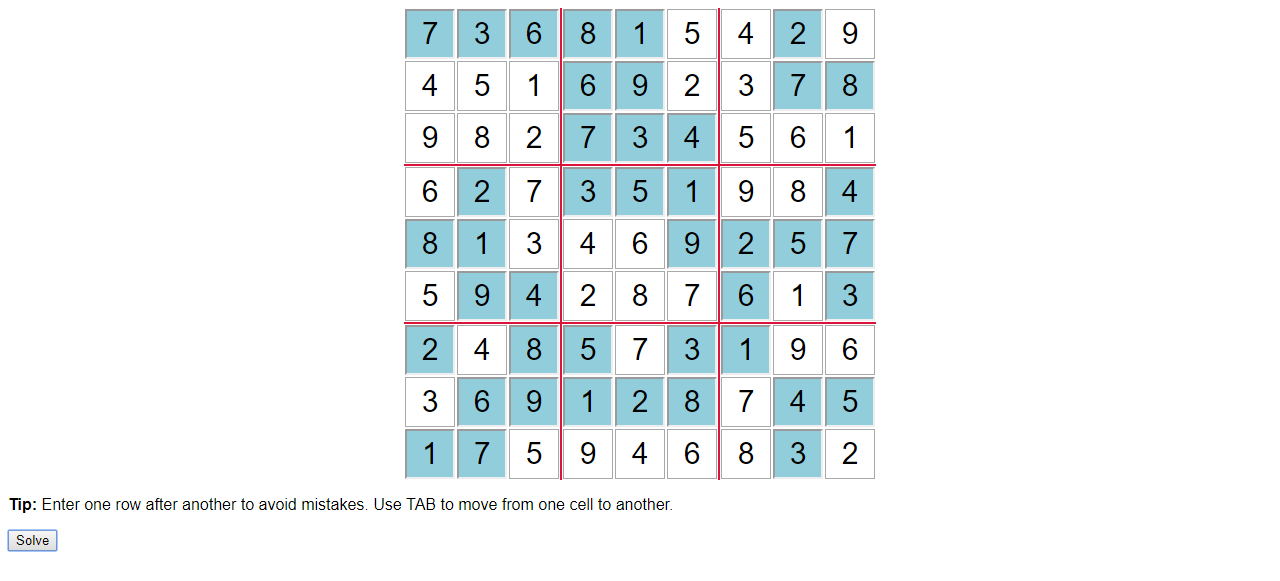 7 3 6 8 1 5 4 2 9
4 5 1 6 9 2 3 7 8
9 8 2 7 3 4 5 6 1
6 2 7 3 5 1 9 8 4
8 1 3 4 6 9 2 5 7
5 9 4 2 8 7 6 1 3
2 4 8 5 7 3 1 9 6
3 6 9 1 2 8 7 4 5
1 7 5 9 4 6 8 3 2
Tip: Enter one row after another to avoid mistakes. Use TAB to move from one cell to another.
Solve